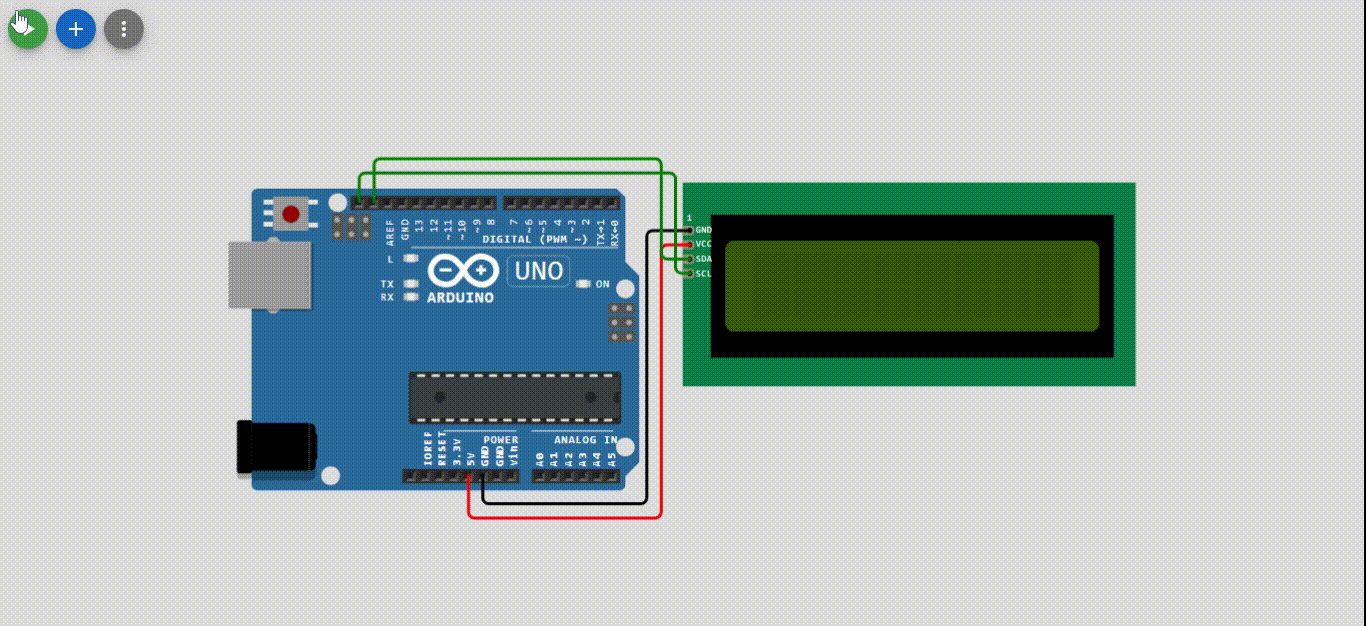 1
GND
VCC
SDA
SCL
AREF
GND
13
12
~11
~10
~9
8
7
~6
~5
4
~3
2
TX→1
RX←0
DIGITAL (PWM ~)
L
TX
RX
UNO
ON
ARDUINO
POWER
ANALOG IN
IOREF
RESET
3.3V
5V
GND
GND
Vin
A0
A1
A2
A3
A4
A5